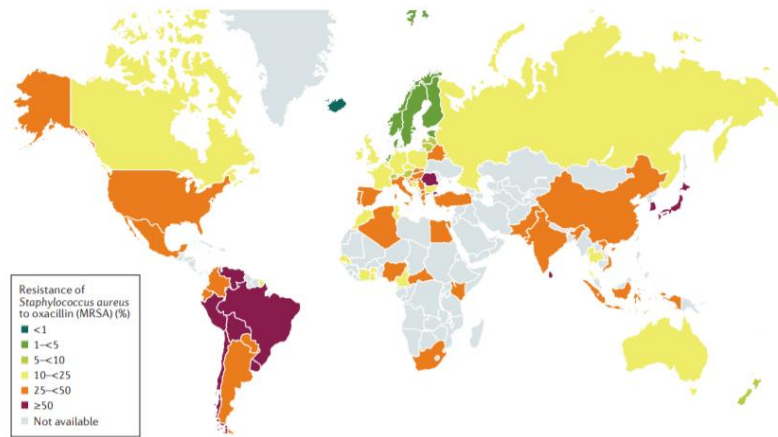 Resistance of
Staphylococcus aureus
to oxacillin (MRSA) (%)
<1
1–<5
5–<10
10–<25
25–<50
≥50
Not available